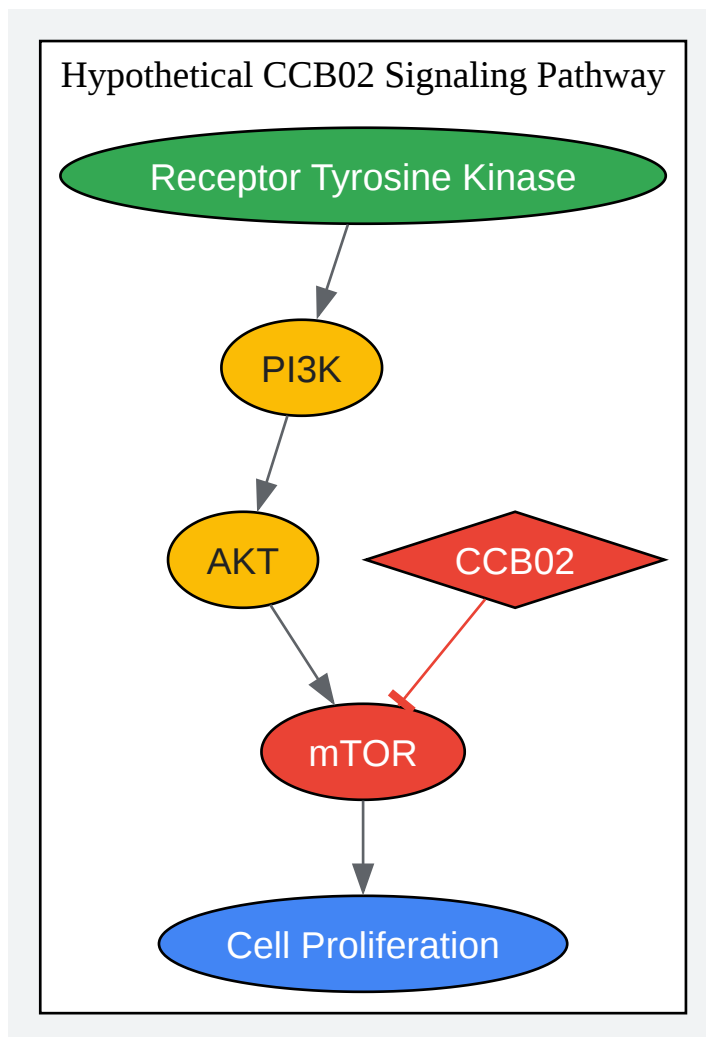 Hypothetical CCB02 Signaling Pathway
Receptor Tyrosine Kinase
PI3K
AKT
CCB02
mTOR
Cell Proliferation